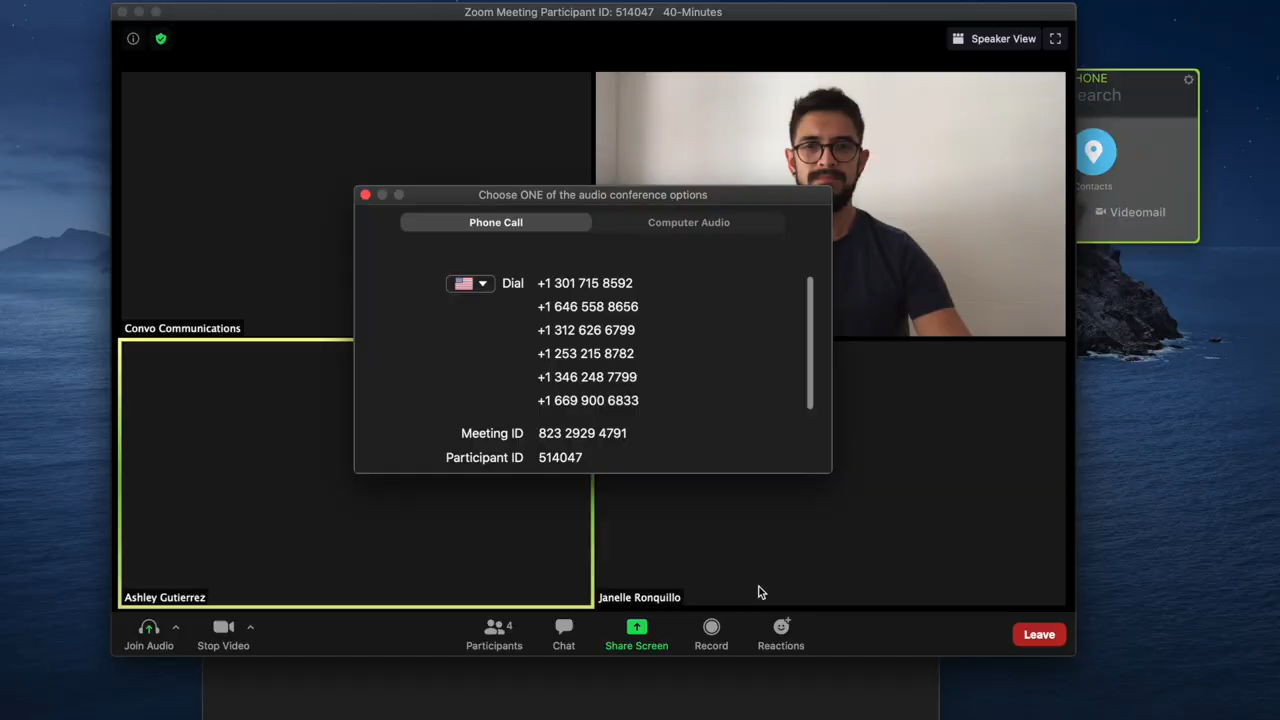 Zoom Meeting Participant ID: 514047 40-Minutes
Speaker View
HONE
earch
Contacts
Videomail
Choose ONE of the audio conference options
Phone Call
Computer Audio
Dial +1 301 715 8592
+1 646 558 8656
+1 312 626 6799
+1 253 215 8782
+1 346 248 7799
+1 669 900 6833
Meeting ID 823 2929 4791
Participant ID 514047
Convo Communications
Ashley Gutierrez
Janelle Ronquillo
Join Audio
Stop Video
Participants 4
Chat
Share Screen
Record
Reactions
Leave